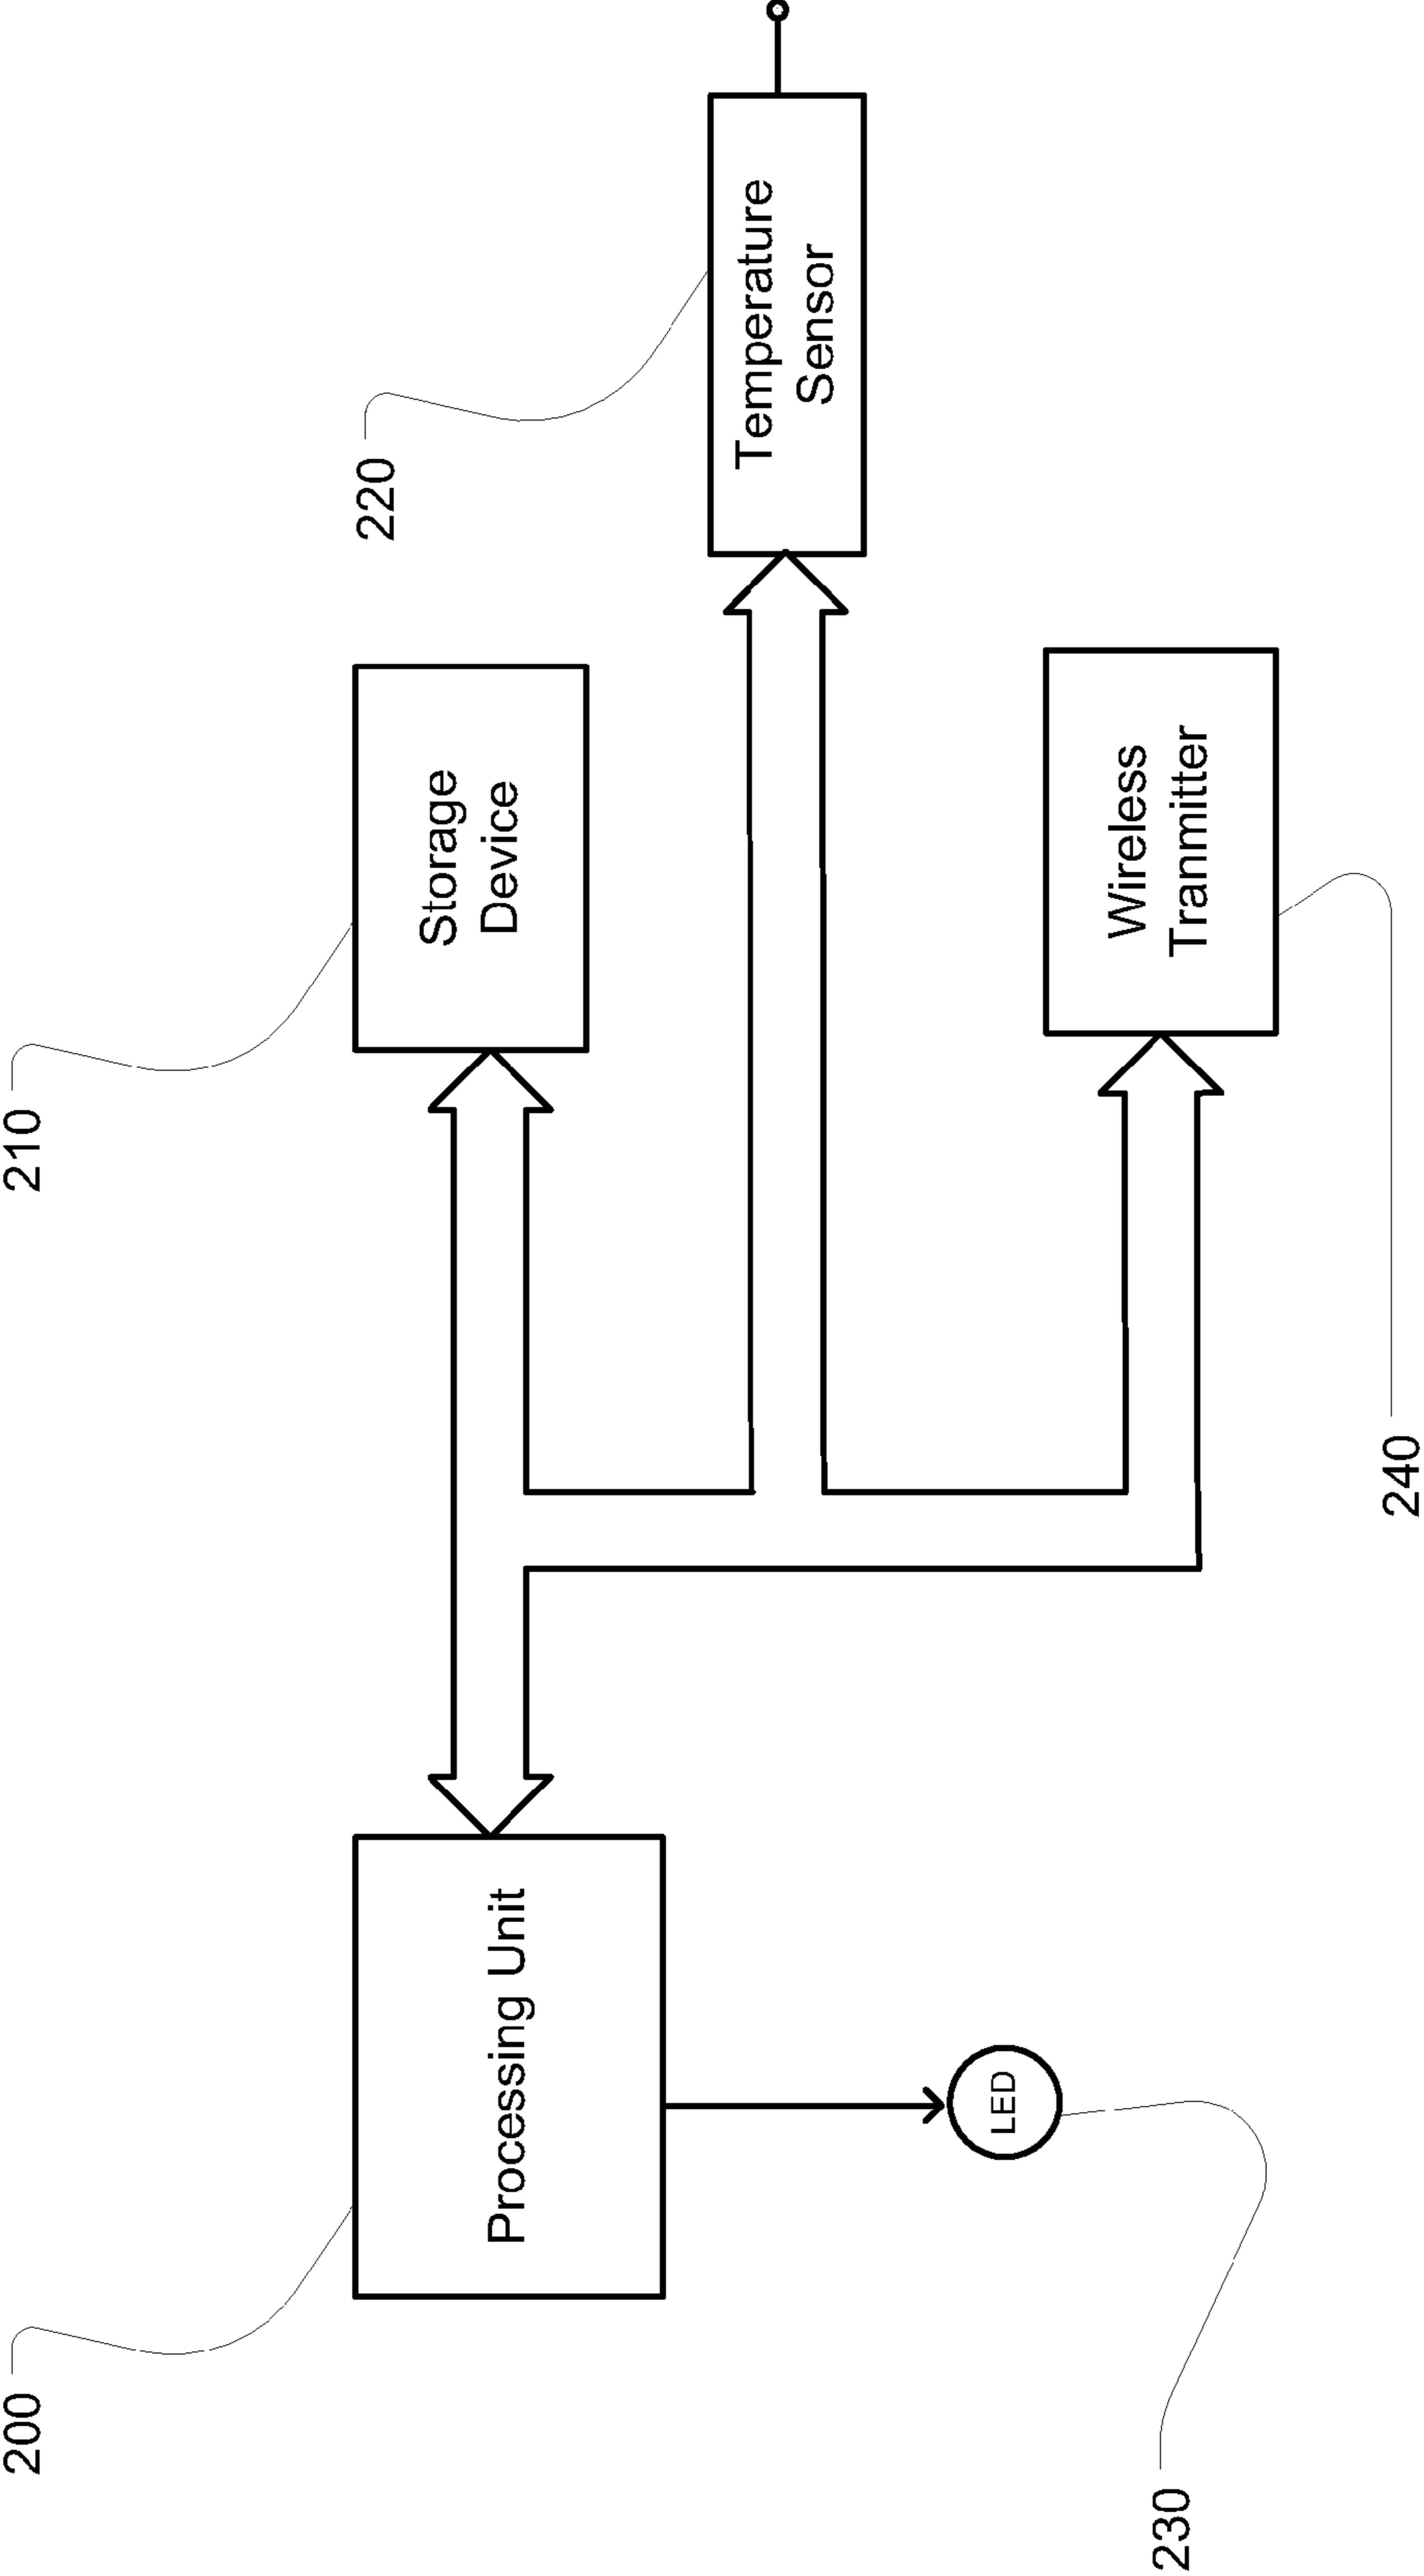 200
Processing Unit
210
Storage
Device
220
Temperature
Sensor
LED
230
Wireless
Tranmitter
240